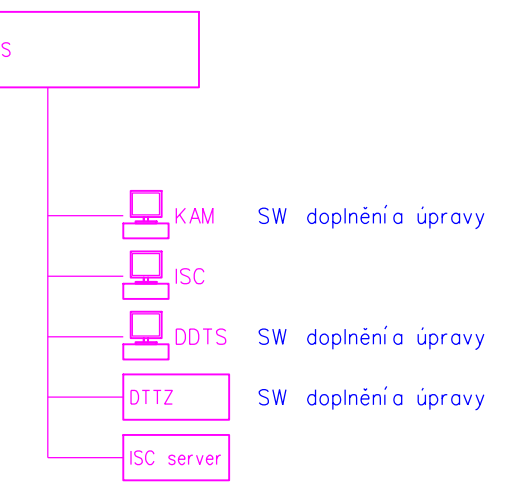 S
KAM SW doplnění a úpravy
ISC
DDTS SW doplnění a úpravy
DTTZ SW doplnění a úpravy
ISC server